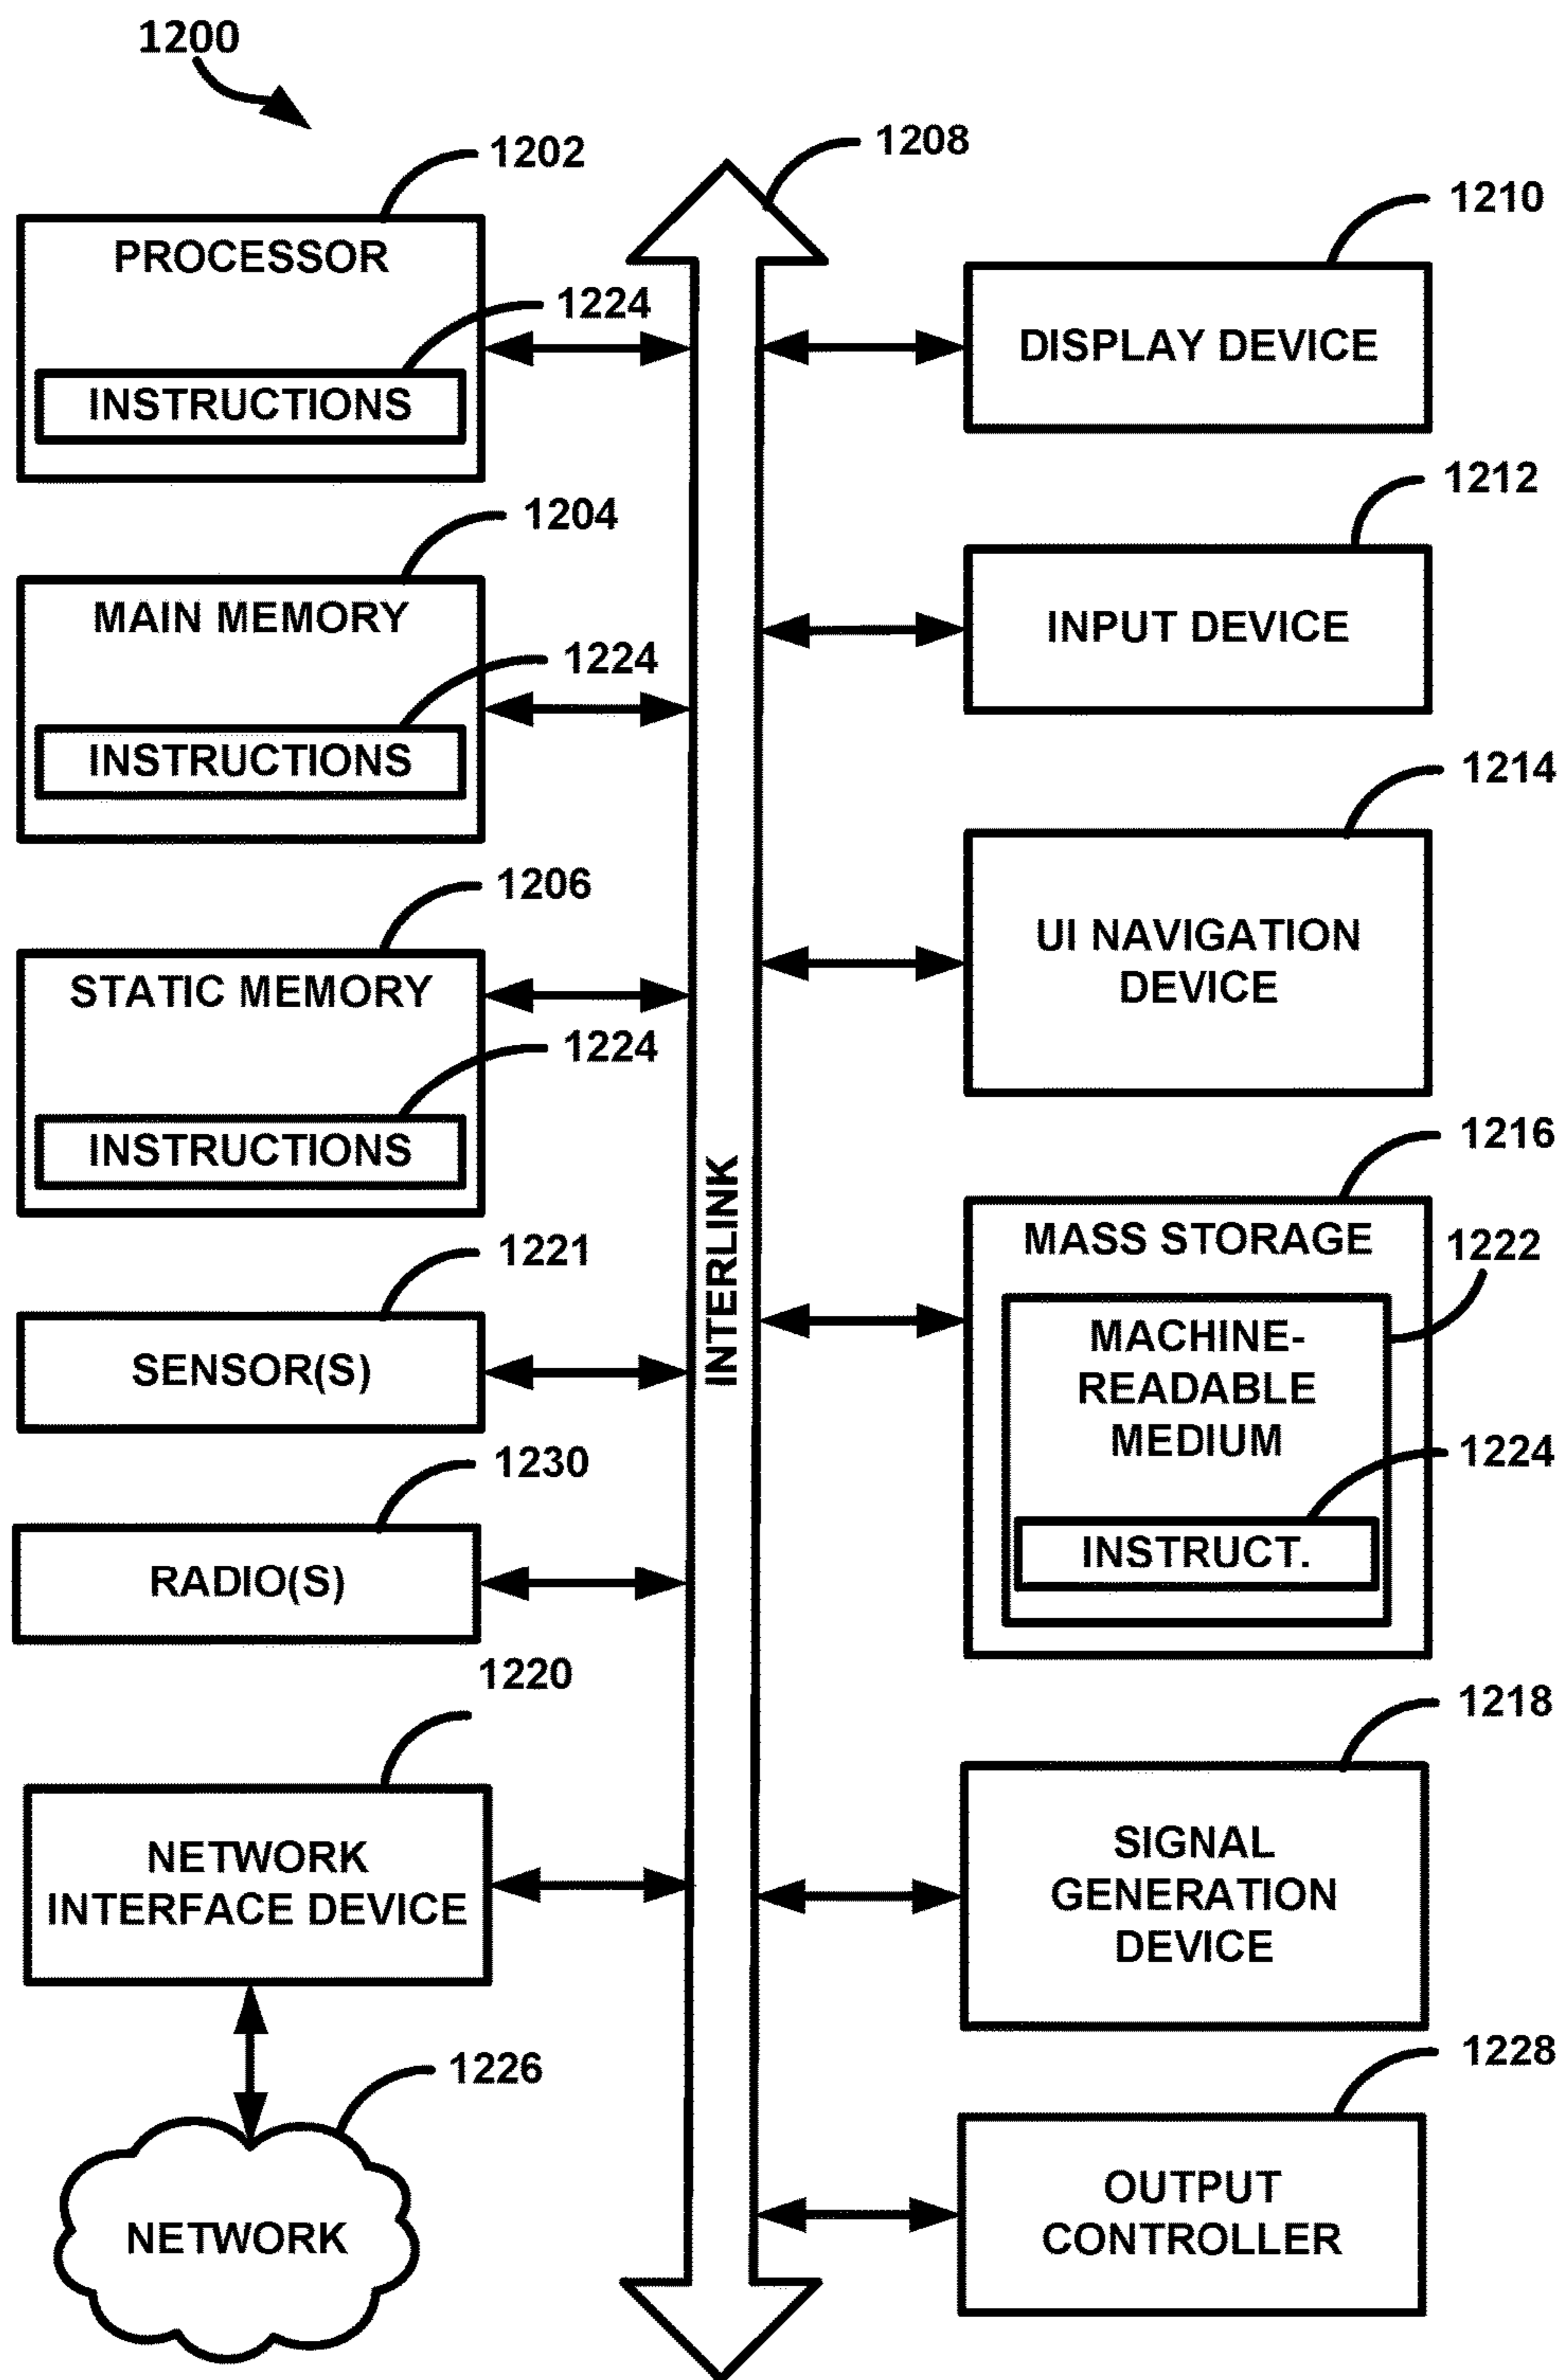 1200
1202
PROCESSOR
1224
INSTRUCTIONS
1204
MAIN MEMORY
1224
INSTRUCTIONS
1206
STATIC MEMORY
1224
INSTRUCTIONS
1221
SENSOR(S)
1230
RADIO(S)
1220
NETWORK
INTERFACE DEVICE
1226
NETWORK
1208
INTERLINK
1210
DISPLAY DEVICE
1212
INPUT DEVICE
1214
UI NAVIGATION
DEVICE
1216
MASS STORAGE
1222
MACHINE-
READABLE
MEDIUM
1224
INSTRUCT.
1218
SIGNAL
GENERATION
DEVICE
1228
OUTPUT
CONTROLLER